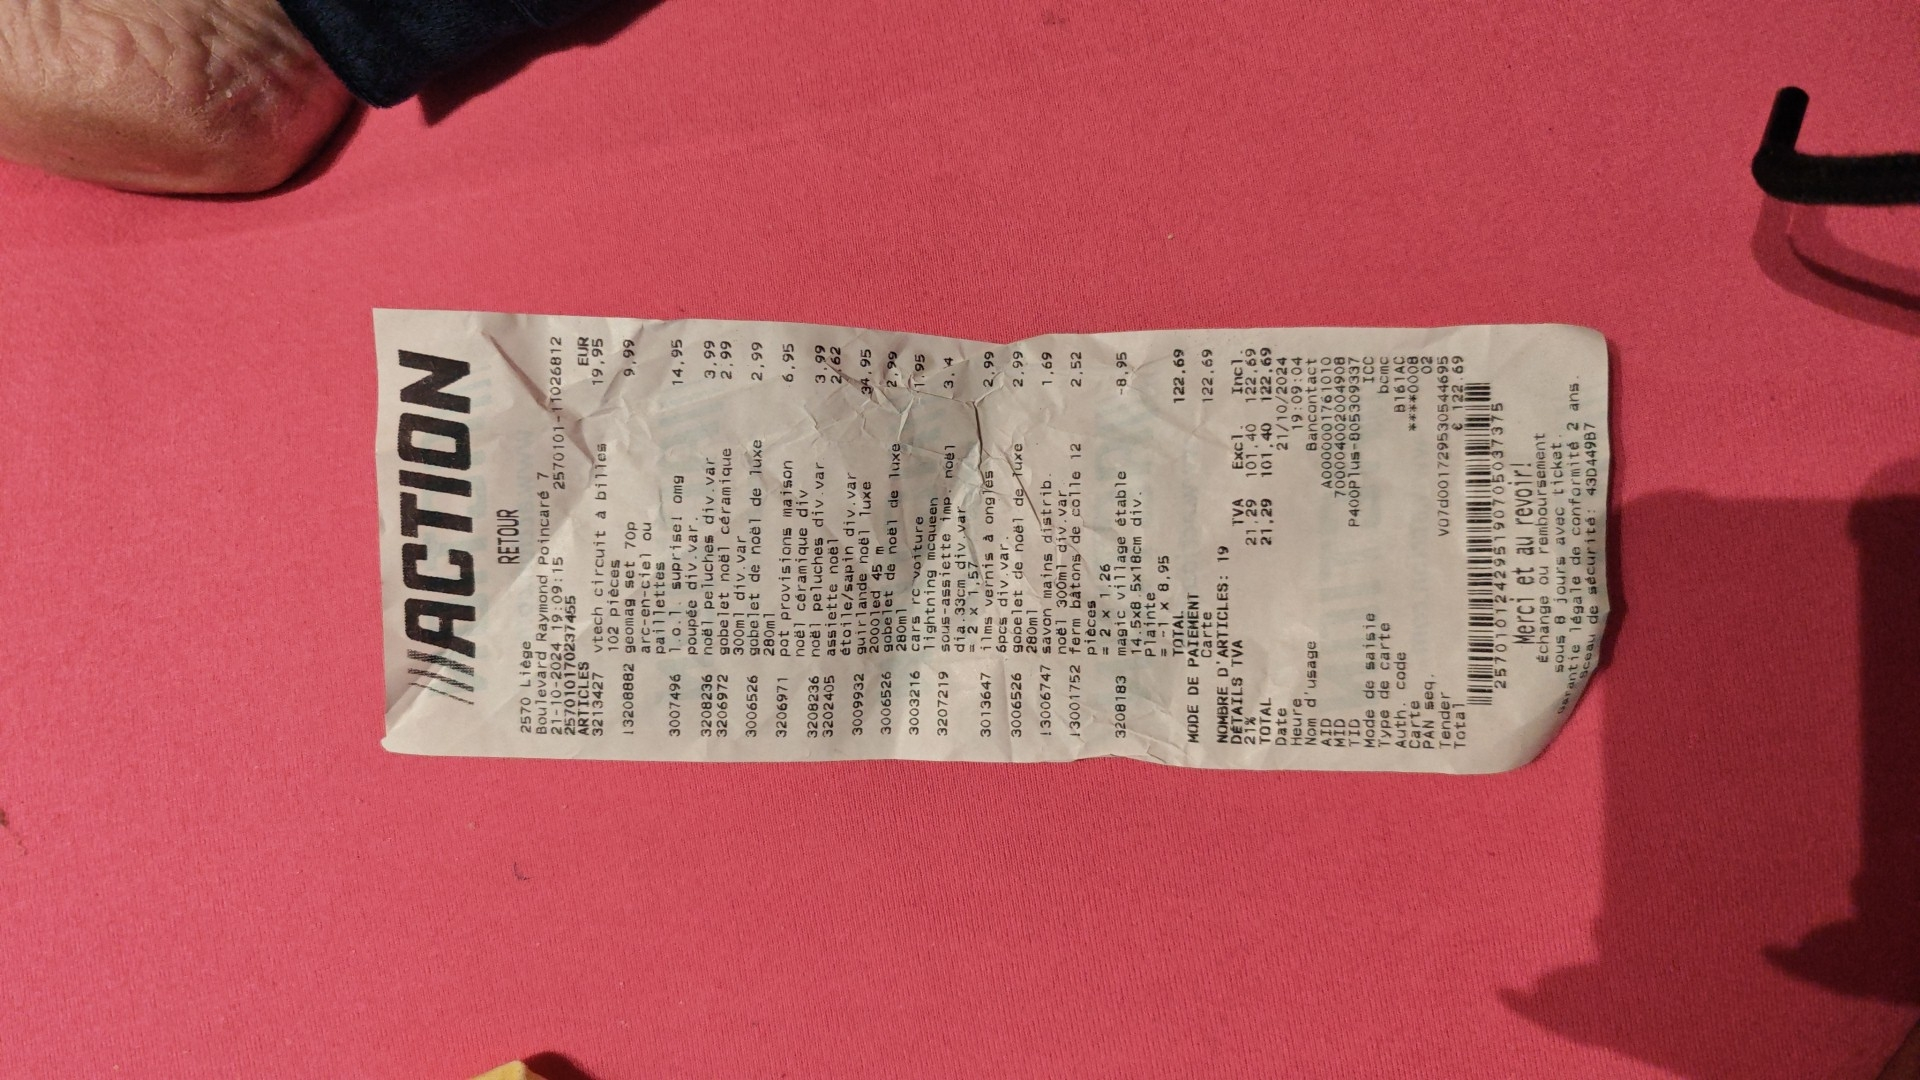 ///ACTION
RETOUR
2570 Liège
Boulevard Raymond Poincaré 7
21-10-2024 19:09:15 2570101-11026812
2570110170237465
ARTICLES EUR
3213427 vtech circuit à billes 19,95
102 pièces
13208882 geomag set 70p 9,99
arc-en-ciel ou
paillettes
3007496 l.o.l. suprise! omg 14,95
poupée div.var.
3208236 noël peluches div.var 3,99
3206972 gobelet noël céramique 2,99
300ml div.var
3006526 gobelet de noël de luxe 2,99
280ml
3206971 pot provisions maison 6,95
noël céramique div
3208236 noël peluches div.var 3,99
3202405 assiette noël 2,62
étoile/sapin div.var
3009932 guirlande noël luxe 34,95
2000led 45 m
3006526 gobelet de noël de luxe 2,99
280ml
3003216 cars rc voiture 1,95
lightning mcqueen
3207219 sous-assiette imp. noël 3, 4
dia.33cm div.var
= 2 x 1,57
3013647 ilms vernis à ongles 2,99
6pcs div.var.
3006526 gobelet de noël de luxe 2,99
280ml
13006747 savon mains distrib. 1,69
noël 300ml div.var
13001752 ferm bâtons de colle 12 2,52
pièces
= 2 x 1,26
3208183 magic village étable -8,95
14.5x8.5x18cm div.
Plainte
= -1 x 8,95
TOTAL 122,69
MODE DE PAIEMENT
Carte 122,69
NOMBRE D'ARTICLES: 19
DÉTAILS TVA TVA Excl. Incl.
21% 21,29 101,40 122,69
TOTAL 21,29 101,40 122,69
Date 21/10/2024
Heure 19:09:04
Nom d'usage Bancontact
AID A0000001761010
MID 700004002004908
TID P400Plus-805309337
Mode de saisie ICC
Type de carte bcmc
Auth. code B161AC
Carte ****0008
PAN seq. 02
Tender V07d001729530544695
Total € 122.69
2570101124295190705037375
Merci et au revoir!
Échange ou remboursement
sous 8 jours avec ticket.
Garantie légale de conformité 2 ans.
Sceau de sécurité: 43D449B7